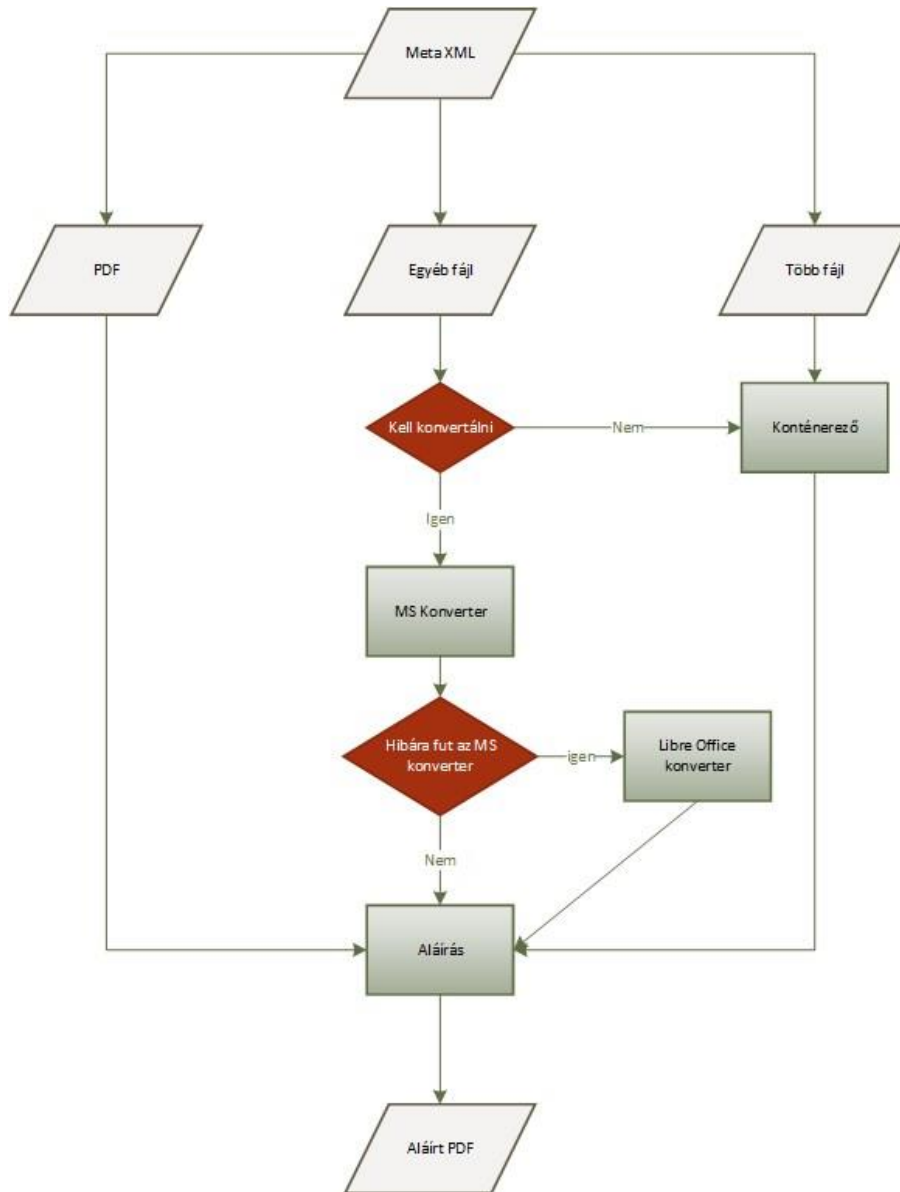 Meta XML
PDF
Egyéb fájl
Több fájl
Kell konvertálni
Nem
Konténerező
Igen
MS Konverter
Hibára fut az MS
konverter
igen
Libre Office
konverter
Nem
Aláírás
Aláírt PDF